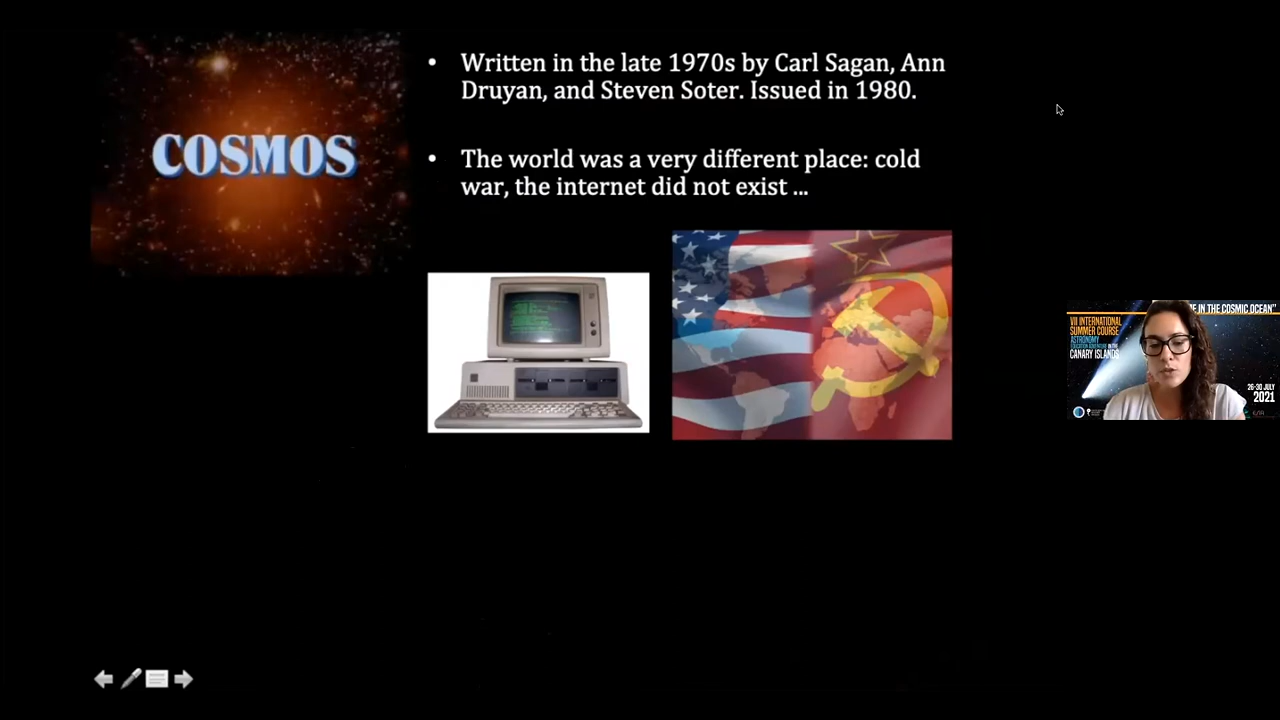 COSMOS
• Written in the late 1970s by Carl Sagan, Ann
Druyan, and Steven Soter. Issued in 1980.
• The world was a very different place: cold
war, the internet did not exist ...
E IN THE COSMIC OCEAN"
VII INTERNATIONAL
SUMMER COURSE
ASTRONOMY
EDUCATION ADVENTURE IN THE
CANARY ISLANDS
26-30 JULY
2021